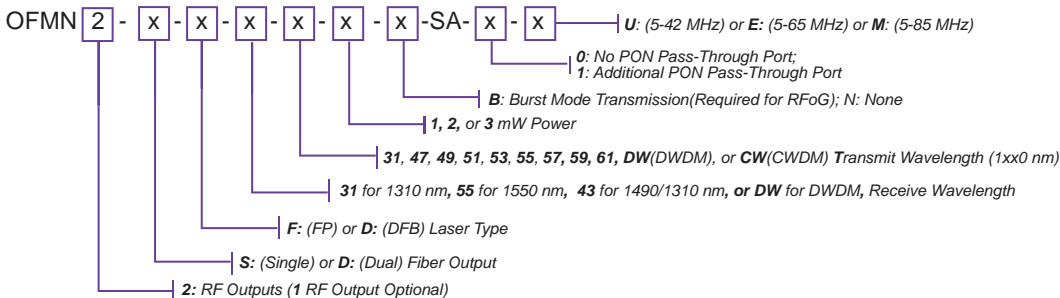 OFMN 2 - x - x - x - x - x - x -SA- x - x
U: (5-42 MHz) or E: (5-65 MHz) or M: (5-85 MHz)
0: No PON Pass-Through Port;
1: Additional PON Pass-Through Port
B: Burst Mode Transmission(Required for RFoG); N: None
1, 2, or 3 mW Power
31, 47, 49, 51, 53, 55, 57, 59, 61, DW(DWDM), or CW(CWDM) Transmit Wavelength (1xx0 nm)
31 for 1310 nm, 55 for 1550 nm, 43 for 1490/1310 nm, or DW for DWDM, Receive Wavelength
F: (FP) or D: (DFB) Laser Type
S: (Single) or D: (Dual) Fiber Output
2: RF Outputs (1 RF Output Optional)